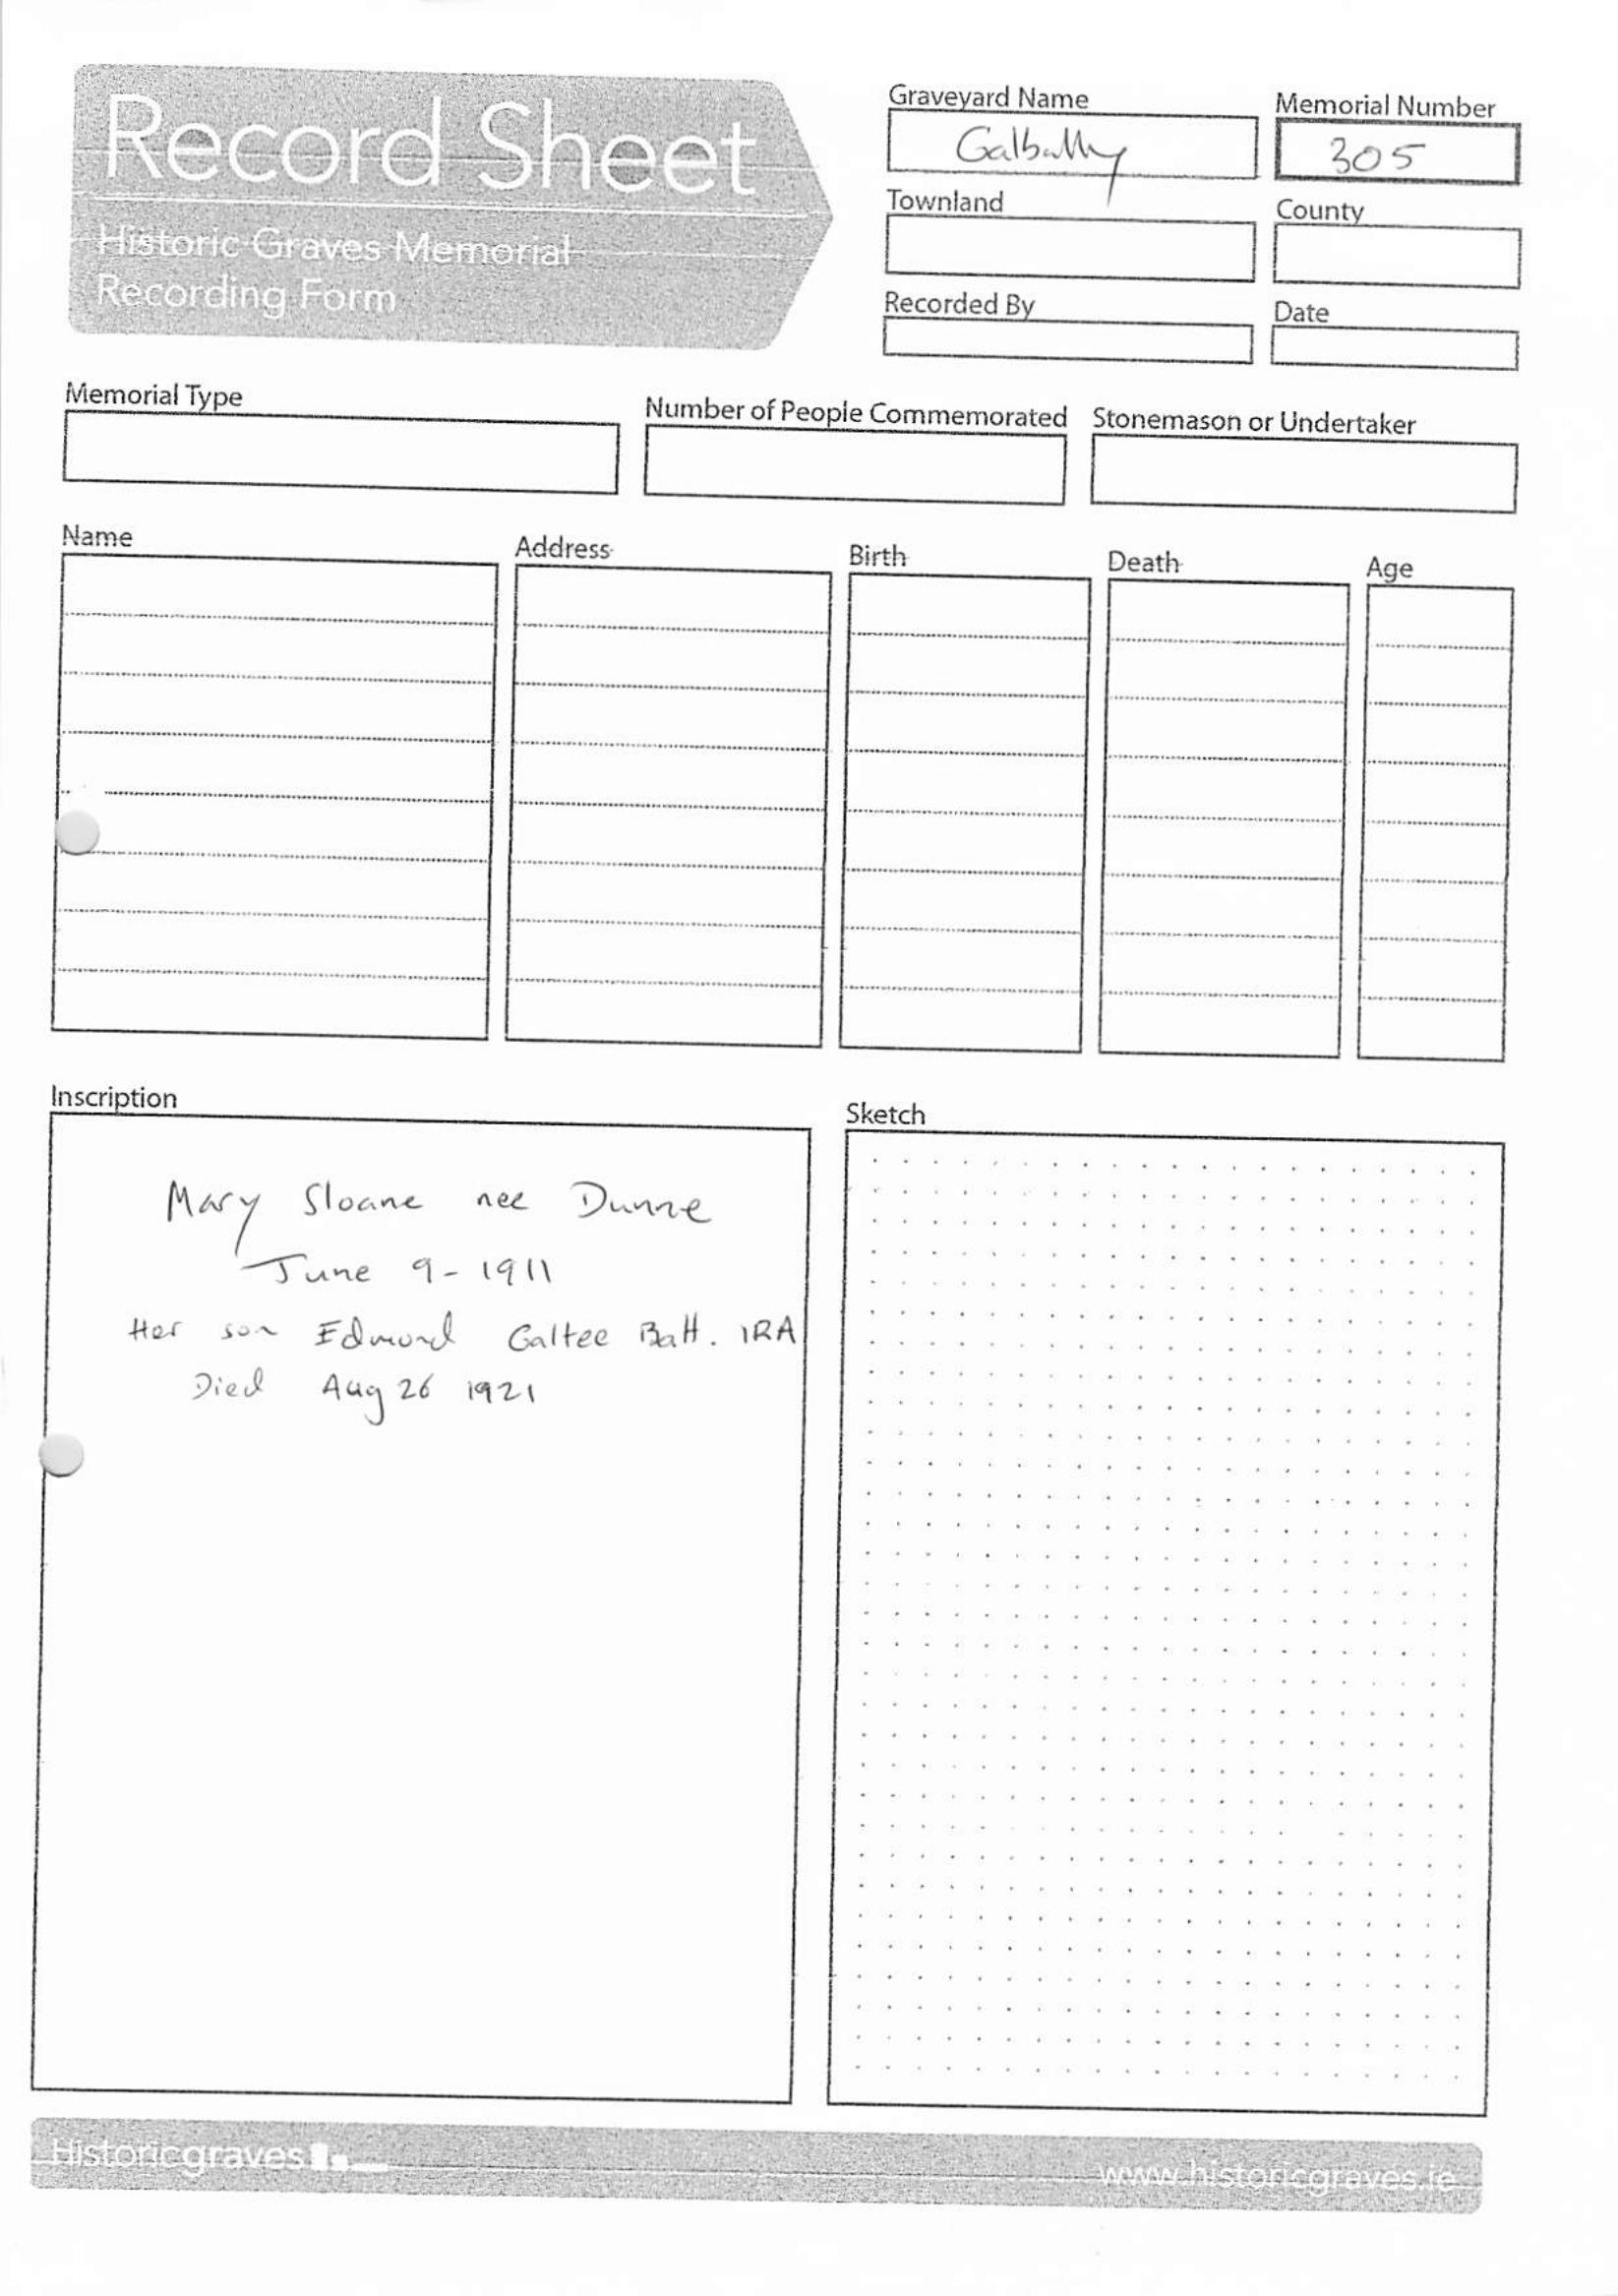 Record Sheet
Historic Graves Memorial
Recording Form
Graveyard Name
Galbally
Memorial Number
305
Townland
County
Recorded By
Date
Memorial Type
Number of People Commemorated
Stonemason or Undertaker
Name
Address
Birth
Death
Age
Inscription
Mary Sloane nee Dunne
June 9-1911
Her son Edmond Galtee Batt. IRA
Died Aug 26 1921
Sketch
Historicgraves
www.historicgraves.ie